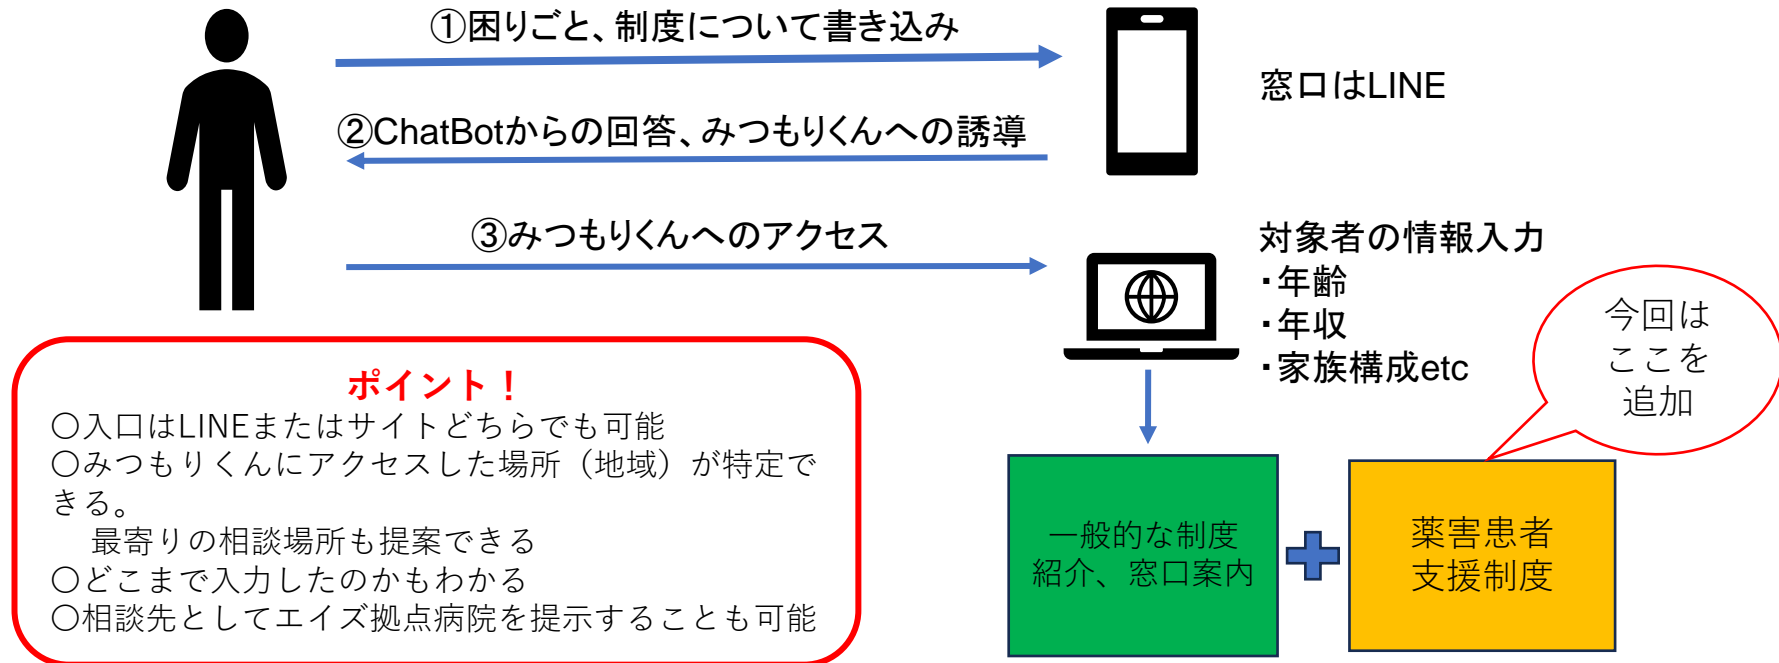 ①困りごと、制度について書き込み
窓口はLINE
②ChatBotからの回答、みつもりくんへの誘導
③みつもりくんへのアクセス
対象者の情報入力
・年齢
・年収
・家族構成etc
今回は
ここを
追加
ポイント！
〇入口はLINEまたはサイトどちらでも可能
〇みつもりくんにアクセスした場所（地域）が特定で
きる。
最寄りの相談場所も提案できる
〇どこまで入力したのかもわかる
〇相談先としてエイズ拠点病院を提示することも可能
一般的な制度
紹介、窓口案内
薬害患者
支援制度